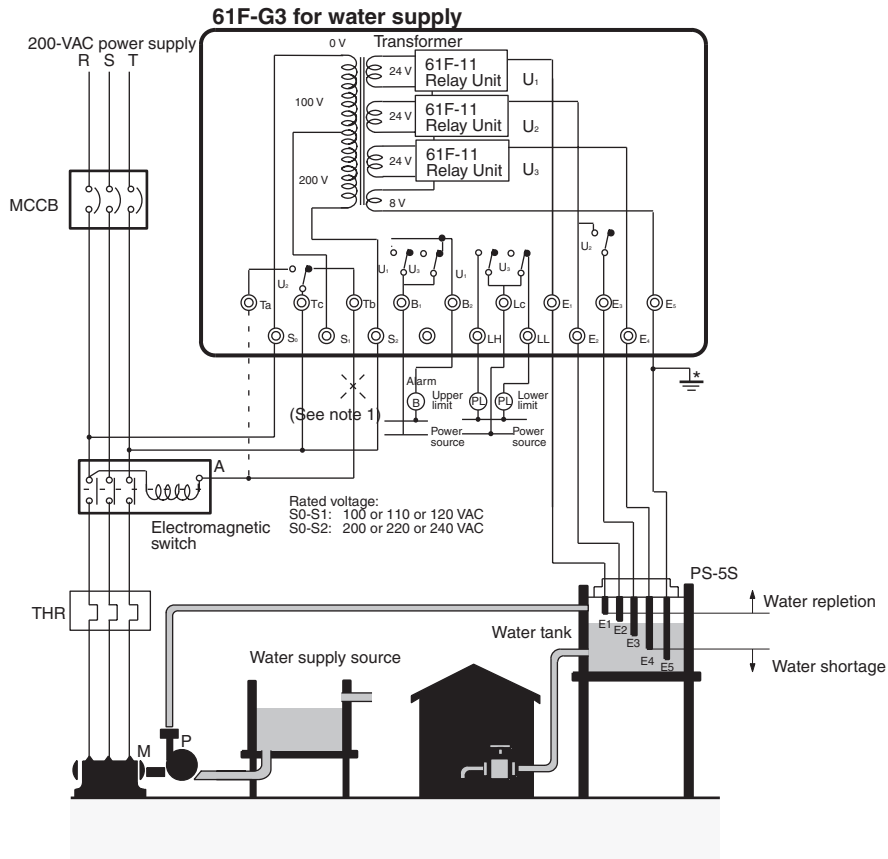 61F-G3 for water supply
200-VAC power supply
R S T
0 V
Transformer
24 V
61F-11
Relay Unit
U1
100 V
24 V
61F-11
Relay Unit
U2
24 V
61F-11
Relay Unit
U3
200 V
8 V
MCCB
U2
U1
U3
U1
U3
U2
Ta
Tc
Tb
B1
B2
Lc
E1
E3
E5
S0
S1
S2
LH
LL
E2
E4
*
(See note 1)
Alarm
B
Upper
limit
PL
PL
Lower
limit
Power
source
Power
source
A
Electromagnetic
switch
Rated voltage:
S0-S1: 100 or 110 or 120 VAC
S0-S2: 200 or 220 or 240 VAC
PS-5S
THR
Water repletion
Water tank
E1
E2
E3
E4
E5
Water supply source
Water shortage
M
P